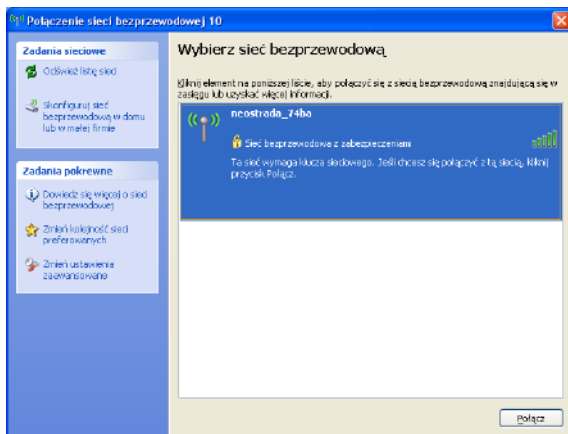 Połączenie sieci bezprzewodowej 10
Zadania sieciowe
Odśwież listę sieci
Skonfiguruj sieć
bezprzewodową w domu
lub w małej firmie
Zadania pokrewne
Dowiedz się więcej o sieci
bezprzewodowej
Zmień kolejność sieci
preferowanych
Zmień ustawienia
zaawansowane
Wybierz sieć bezprzewodową
Kliknij element na poniższej liście, aby połączyć się z siecią bezprzewodową znajdującą się w
zasięgu lub uzyskać więcej informacji.
neostrada_74ba
Sieć bezprzewodowa z zabezpieczeniami
Ta sieć wymaga klucza sieciowego. Jeśli chcesz się połączyć z tą siecią, kliknij
przycisk Połącz.
Połącz